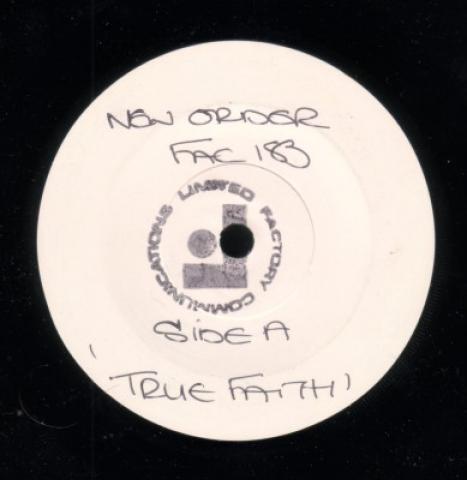 NEW ORDER
FAC 183
FACTORY COMMUNICATIONS LIMITED
SIDE A
'TRUE FAITH'